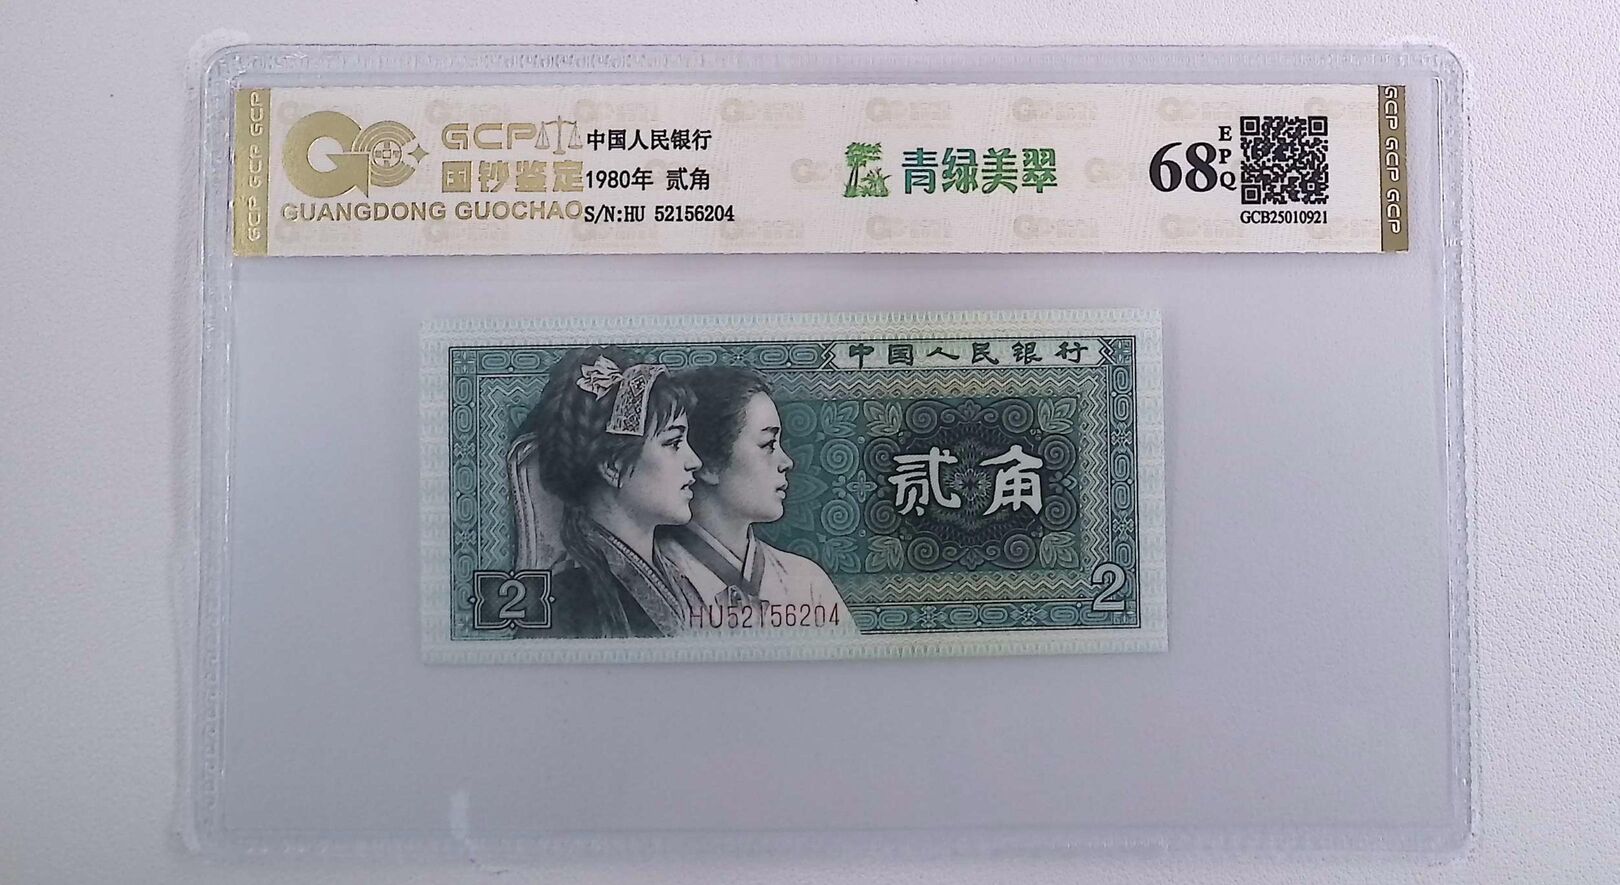 GCP
国钞鉴定
GUANGDONG GUOCHAO
中国人民银行
1980年 贰角
S/N:HU 52156204
青绿美翠
68
EPQ
GCB25010921
GCP GCP GCP
GCP GCP GCP
中国人民银行
贰角
2
2
HU52156204